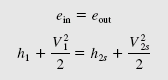 e_in = e_out
h_1 + V_1^2/2 = h_2s + V_2s^2/2